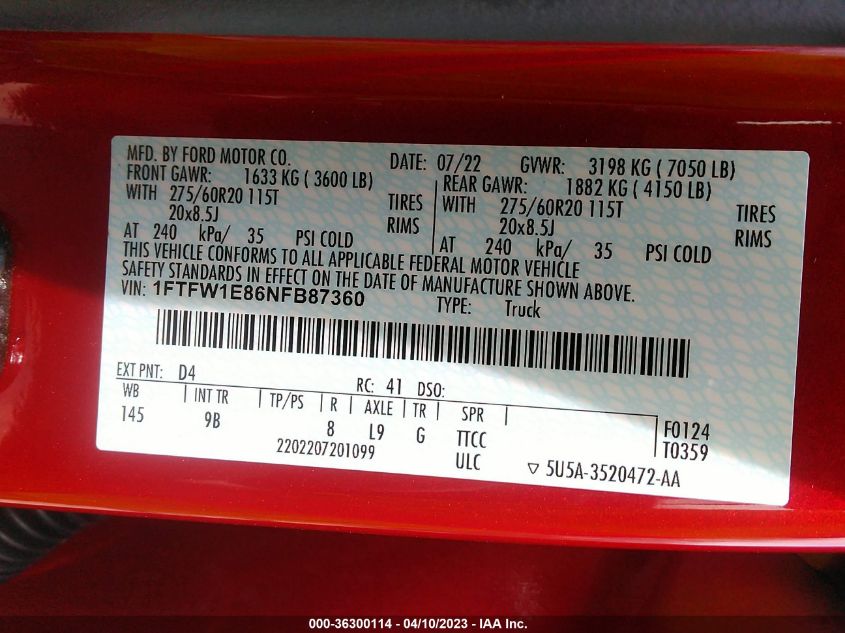 MFD. BY FORD MOTOR CO.
DATE: 07/22 GVWR: 3198 KG ( 7050 LB)
FRONT GAWR: 1633 KG ( 3600 LB)
WITH 275/60R20 115T TIRES
20x8.5J RIMS
AT 240 kPa/ 35 PSI COLD
REAR GAWR: 1882 KG ( 4150 LB)
WITH 275/60R20 115T TIRES
20x8.5J RIMS
AT 240 kPa/ 35 PSI COLD
THIS VEHICLE CONFORMS TO ALL APPLICABLE FEDERAL MOTOR VEHICLE
SAFETY STANDARDS IN EFFECT ON THE DATE OF MANUFACTURE SHOWN ABOVE.
VIN: 1FTFW1E86NFB87360 TYPE: Truck
EXT PNT: D4 RC: 41 DSO:
WB INT TR TP/PS R AXLE TR SPR
145 9B 8 L9 G TTCC
ULC
F0124
T0359
2202207201099
▽ 5U5A-3520472-AA
000-36300114 - 04/10/2023 - IAA Inc.